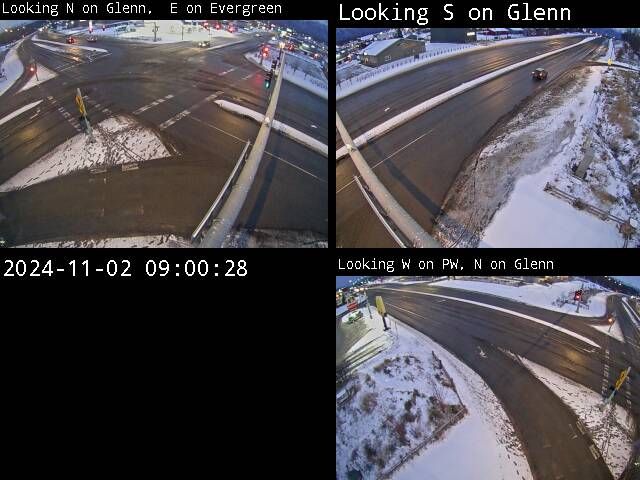 Looking N on Glenn,  E on Evergreen
Looking S on Glenn
2024-11-02 09:00:28
Looking W on PW, N on Glenn